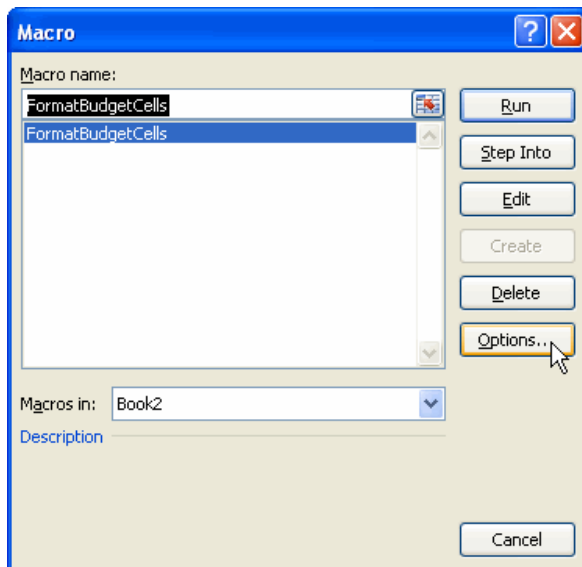 Macro
Macro name:
FormatBudgetCells
FormatBudgetCells
Run
Step Into
Edit
Create
Delete
Options...
Macros in: Book2
Description
Cancel